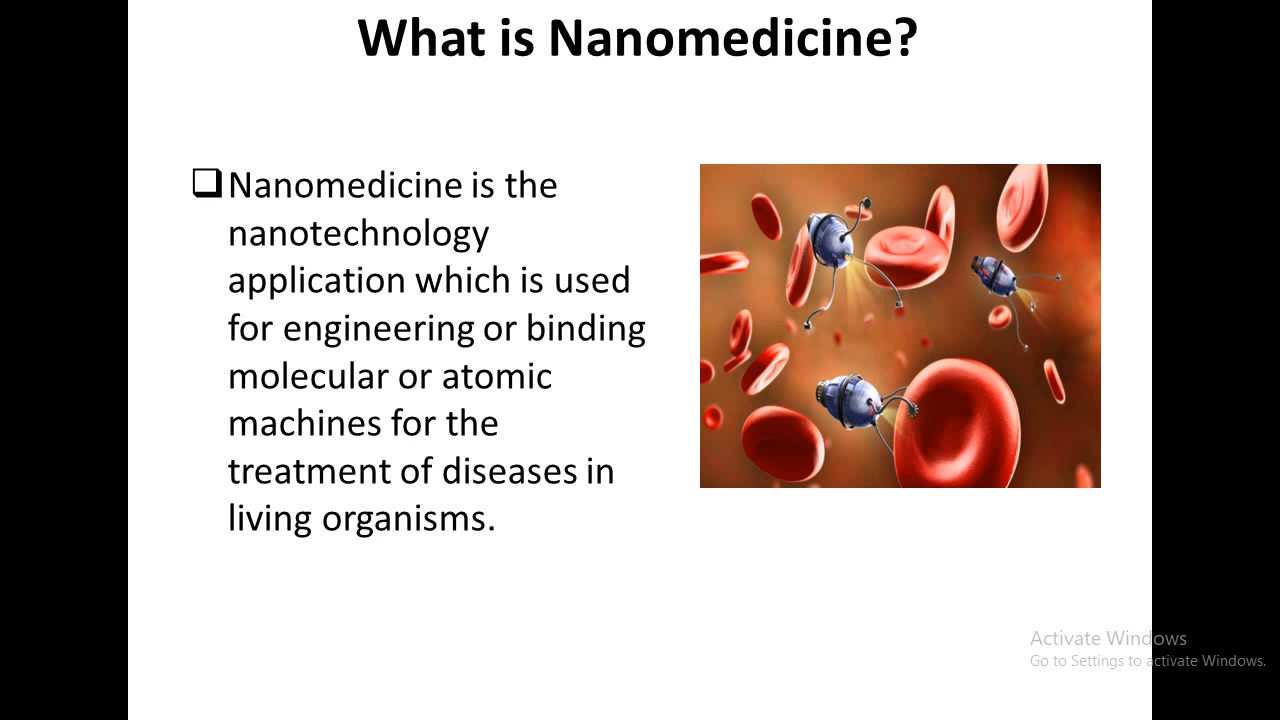 What is Nanomedicine?
❑Nanomedicine is the
nanotechnology
application which is used
for engineering or binding
molecular or atomic
machines for the
treatment of diseases in
living organisms.
Activate Windows
Go to Settings to activate Windows.